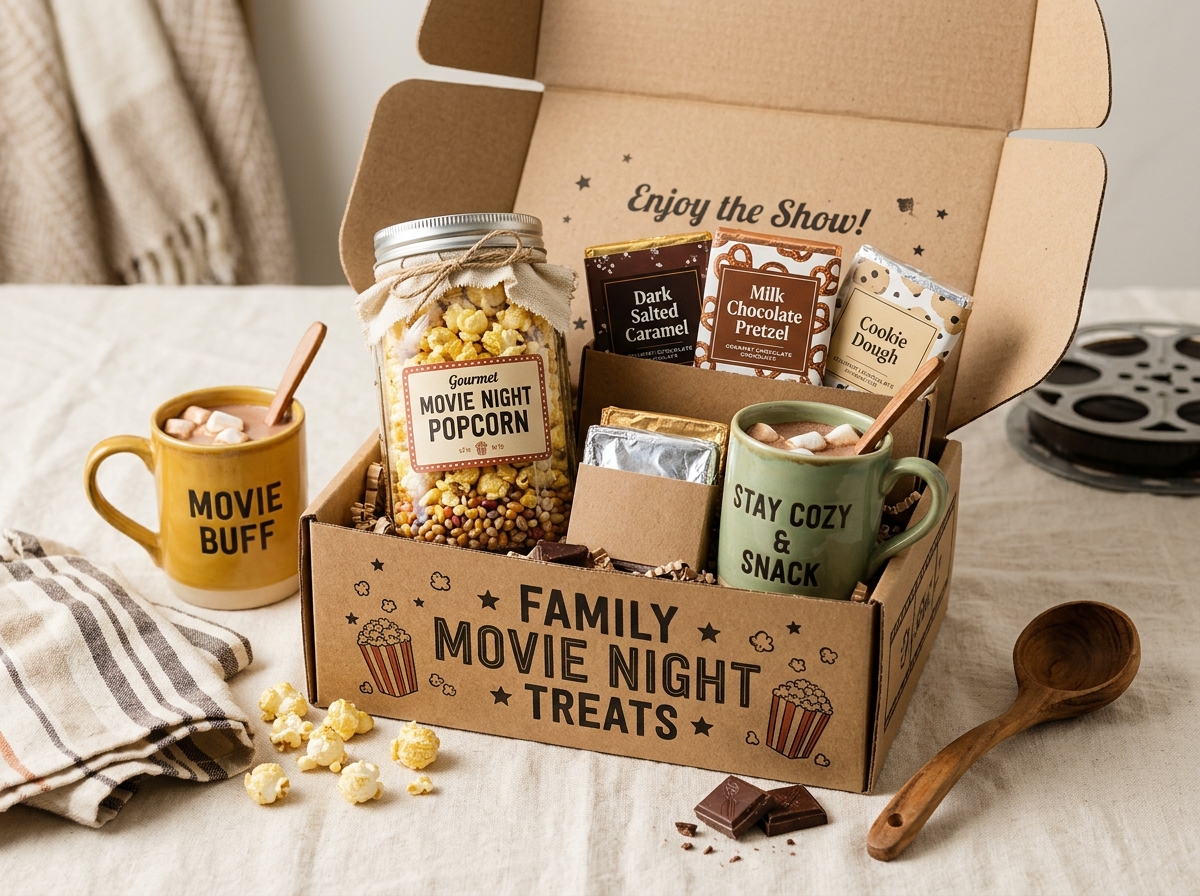 Enjoy the Show!
Dark
Salted
Caramel
Milk
Chocolate
Pretzel
Cookie
Dough
Gourmet
MOVIE NIGHT
POPCORN
MOVIE
BUFF
STAY COZY
&
SNACK
FAMILY
MOVIE NIGHT
TREATS